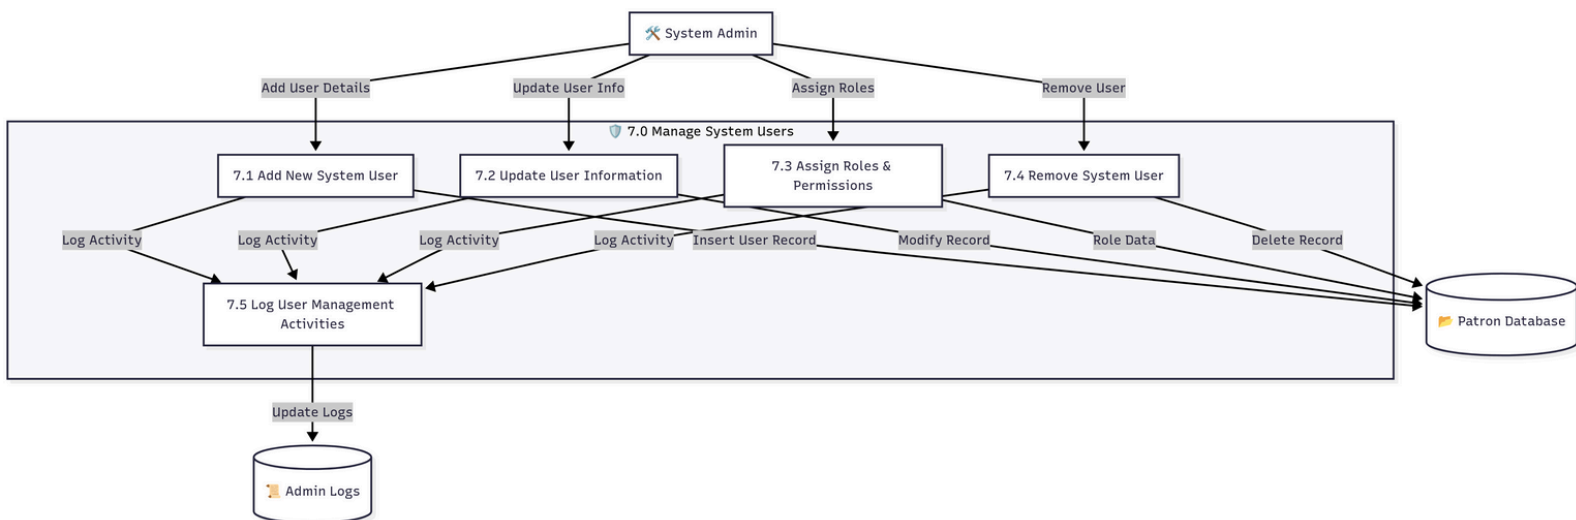 🛠️ System Admin
Add User Details
Update User Info
Assign Roles
Remove User
🛡️ 7.0 Manage System Users
7.1 Add New System User
7.2 Update User Information
7.3 Assign Roles &
Permissions
7.4 Remove System User
Log Activity
Log Activity
Log Activity
Log Activity
Insert User Record
Modify Record
Role Data
Delete Record
7.5 Log User Management
Activities
📂 Patron Database
Update Logs
📜 Admin Logs